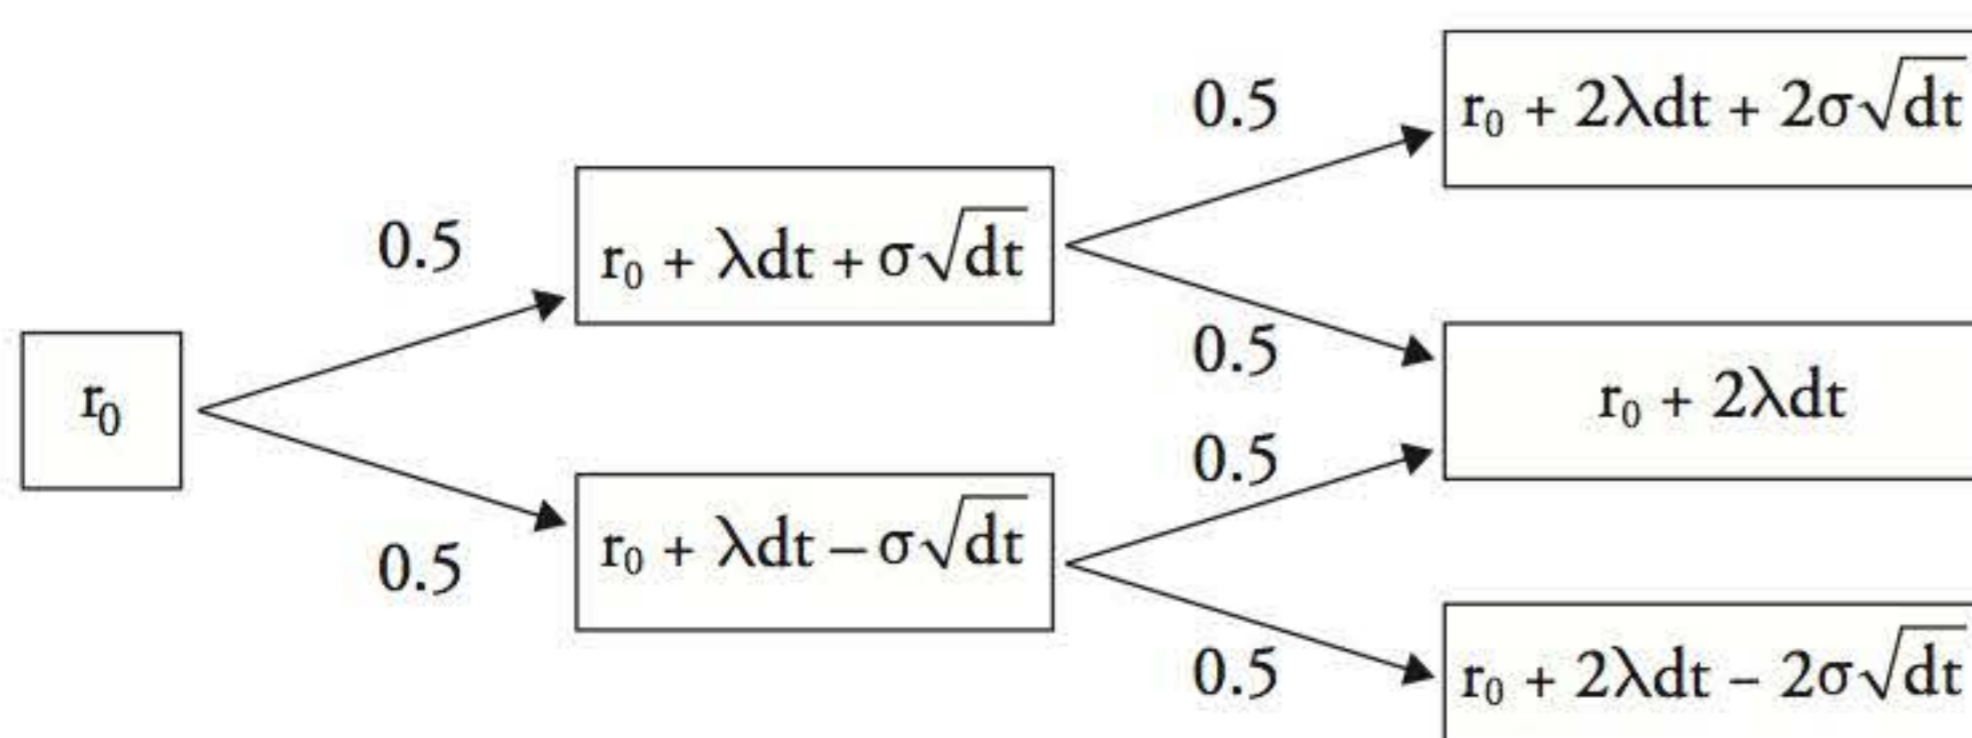 0.5
r₀ + 2λdt + 2σ√dt
0.5
r₀ + λdt + σ√dt
0.5
r₀
r₀ + 2λdt
0.5
r₀ + λdt – σ√dt
0.5
0.5
r₀ + 2λdt – 2σ√dt